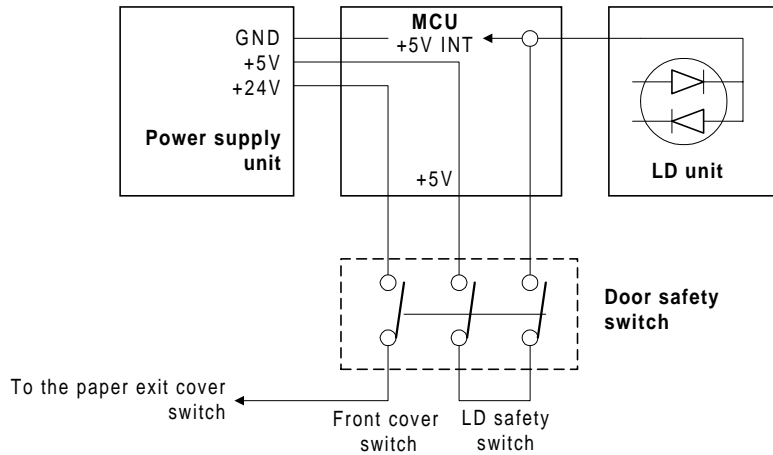 MCU
GND
+5V INT
+5V
+24V
Power supply
unit
LD unit
+5V
Door safety
switch
To the paper exit cover
switch
Front cover
switch
LD safety
switch